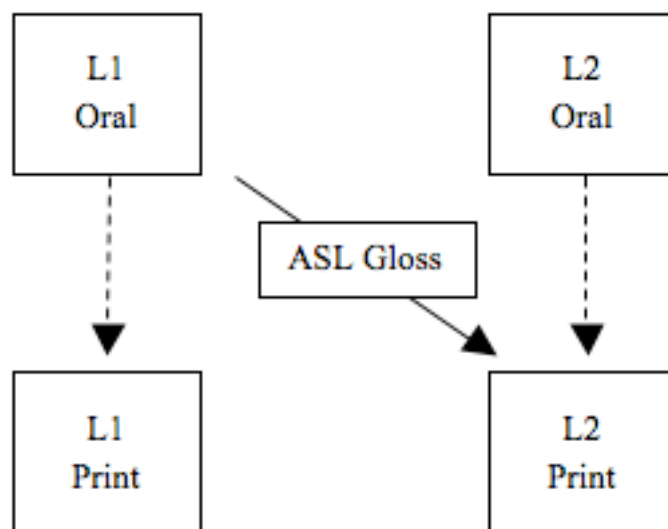 L1
Oral
L2
Oral
ASL Gloss
L1
Print
L2
Print